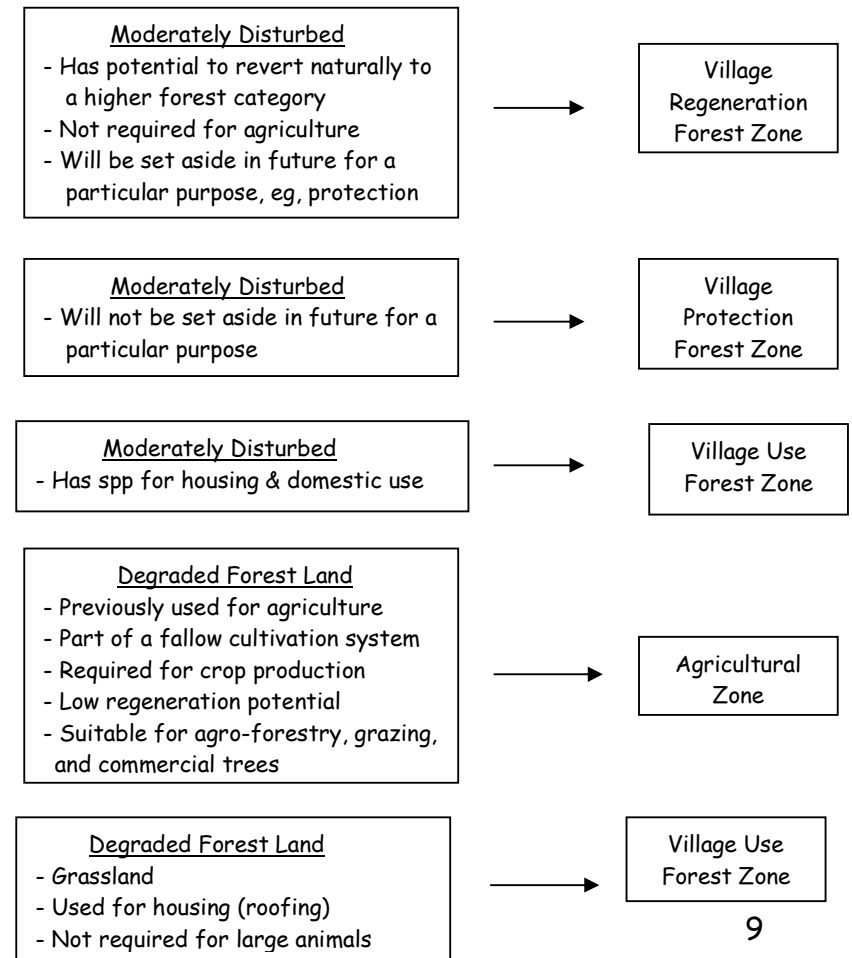 Moderately Disturbed
- Has potential to revert naturally to
a higher forest category
- Not required for agriculture
- Will be set aside in future for a
particular purpose, eg, protection
Village
Regeneration
Forest Zone
Moderately Disturbed
- Will not be set aside in future for a
particular purpose
Village
Protection
Forest Zone
Moderately Disturbed
- Has spp for housing & domestic use
Village Use
Forest Zone
Degraded Forest Land
- Previously used for agriculture
- Part of a fallow cultivation system
- Required for crop production
- Low regeneration potential
- Suitable for agro-forestry, grazing,
and commercial trees
Agricultural
Zone
Degraded Forest Land
- Grassland
- Used for housing (roofing)
- Not required for large animals
Village Use
Forest Zone
9